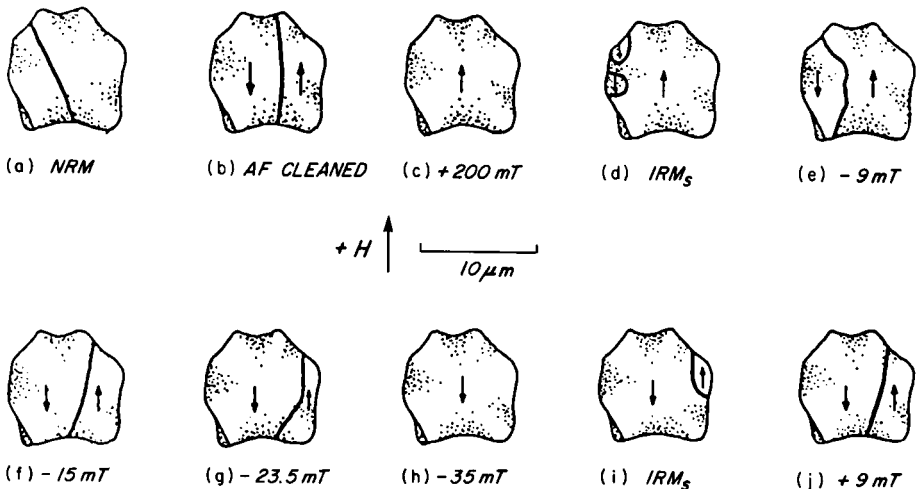 (a) NRM
(b) AF CLEANED
(c) +200 mT
(d) IRMs
(e) - 9 mT
+ H
10 μm
(f) - 15 mT
(g) - 23.5 mT
(h) - 35 mT
(i) IRMs
(j) + 9 mT